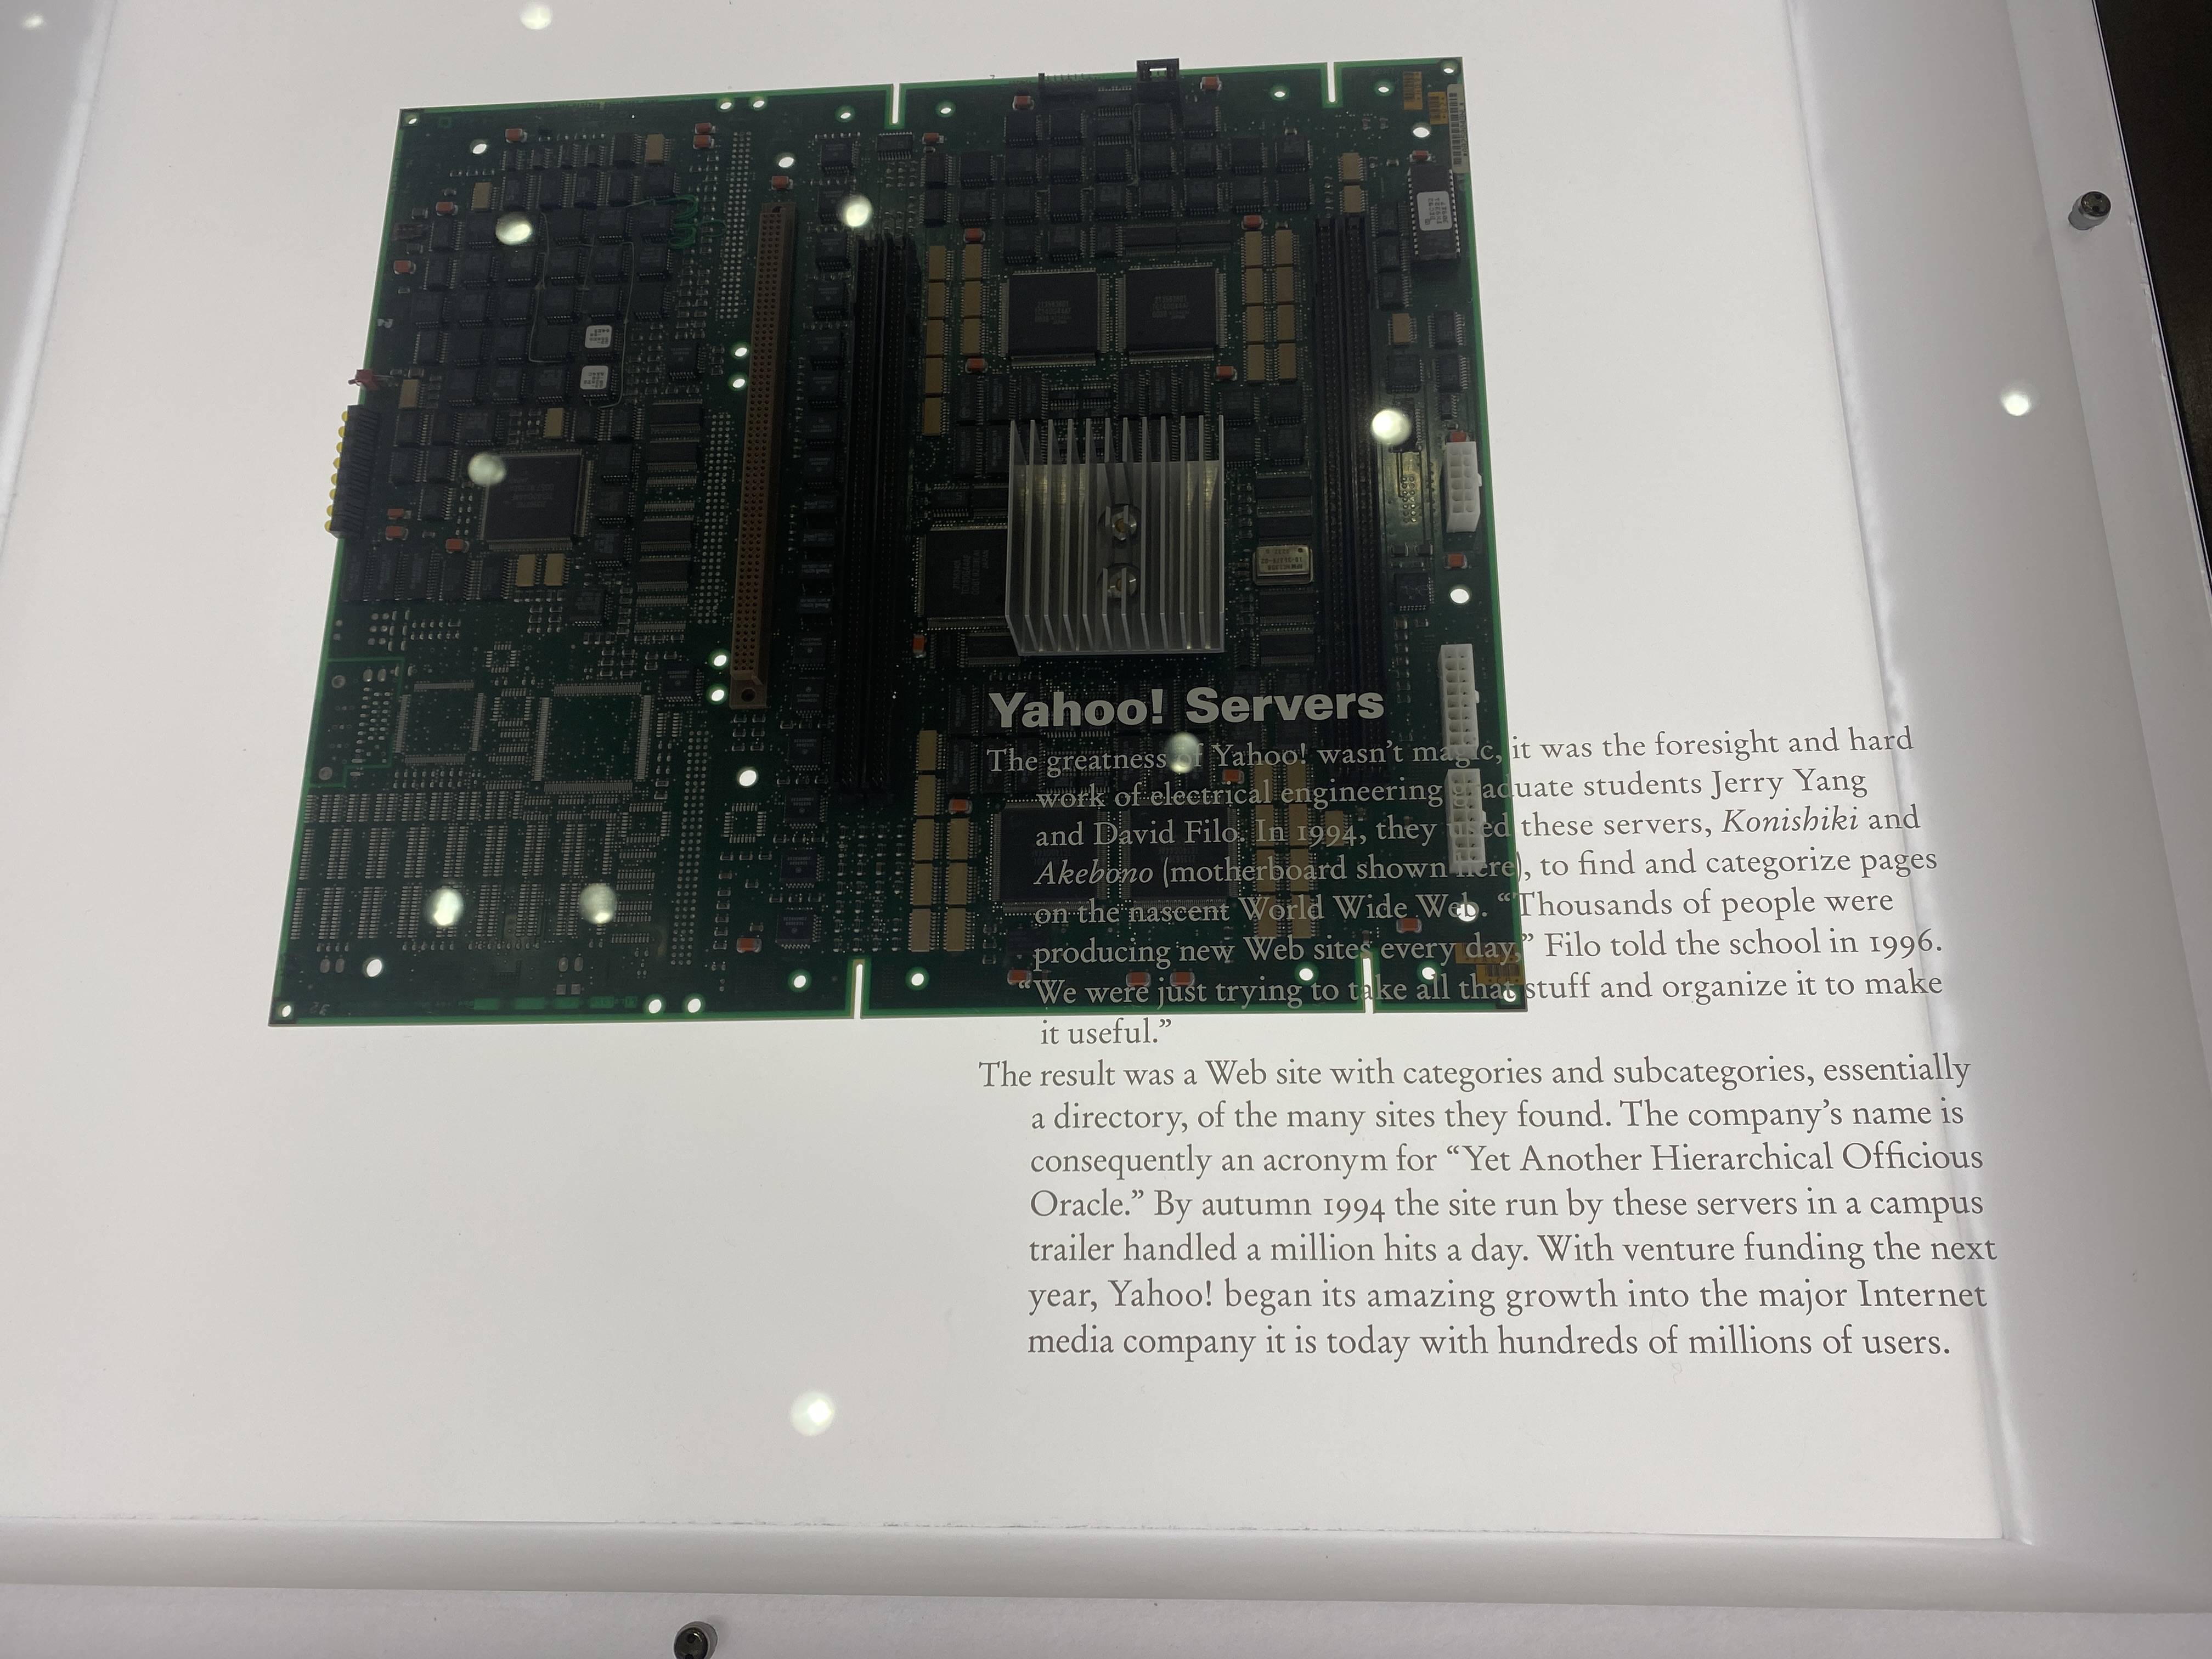 Yahoo! Servers
The greatness of Yahoo! wasn’t magic, it was the foresight and hard
work of electrical engineering graduate students Jerry Yang
and David Filo. In 1994, they used these servers, Konishiki and
Akebono (motherboard shown here), to find and categorize pages
on the nascent World Wide Web. “Thousands of people were
producing new Web sites every day,” Filo told the school in 1996.
“We were just trying to take all that stuff and organize it to make
it useful.”
The result was a Web site with categories and subcategories, essentially
a directory, of the many sites they found. The company’s name is
consequently an acronym for “Yet Another Hierarchical Officious
Oracle.” By autumn 1994 the site run by these servers in a campus
trailer handled a million hits a day. With venture funding the next
year, Yahoo! began its amazing growth into the major Internet
media company it is today with hundreds of millions of users.